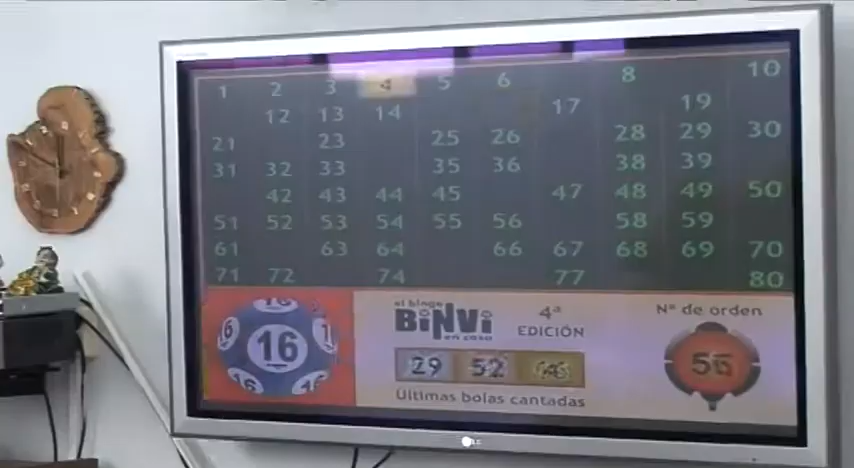 1 2 3 4 5 6 8 10
12 13 14 17 19
21 23 25 26 28 29 30
31 32 33 35 36 38 39
42 43 44 45 47 48 49 50
51 52 53 54 55 56 58 59
61 63 64 66 67 68 69 70
71 72 74 77 80
16
6
16
el bingo
BiNVi
en casa
4ª
EDICIÓN
29 52
Últimas bolas cantadas
Nº de orden
LG